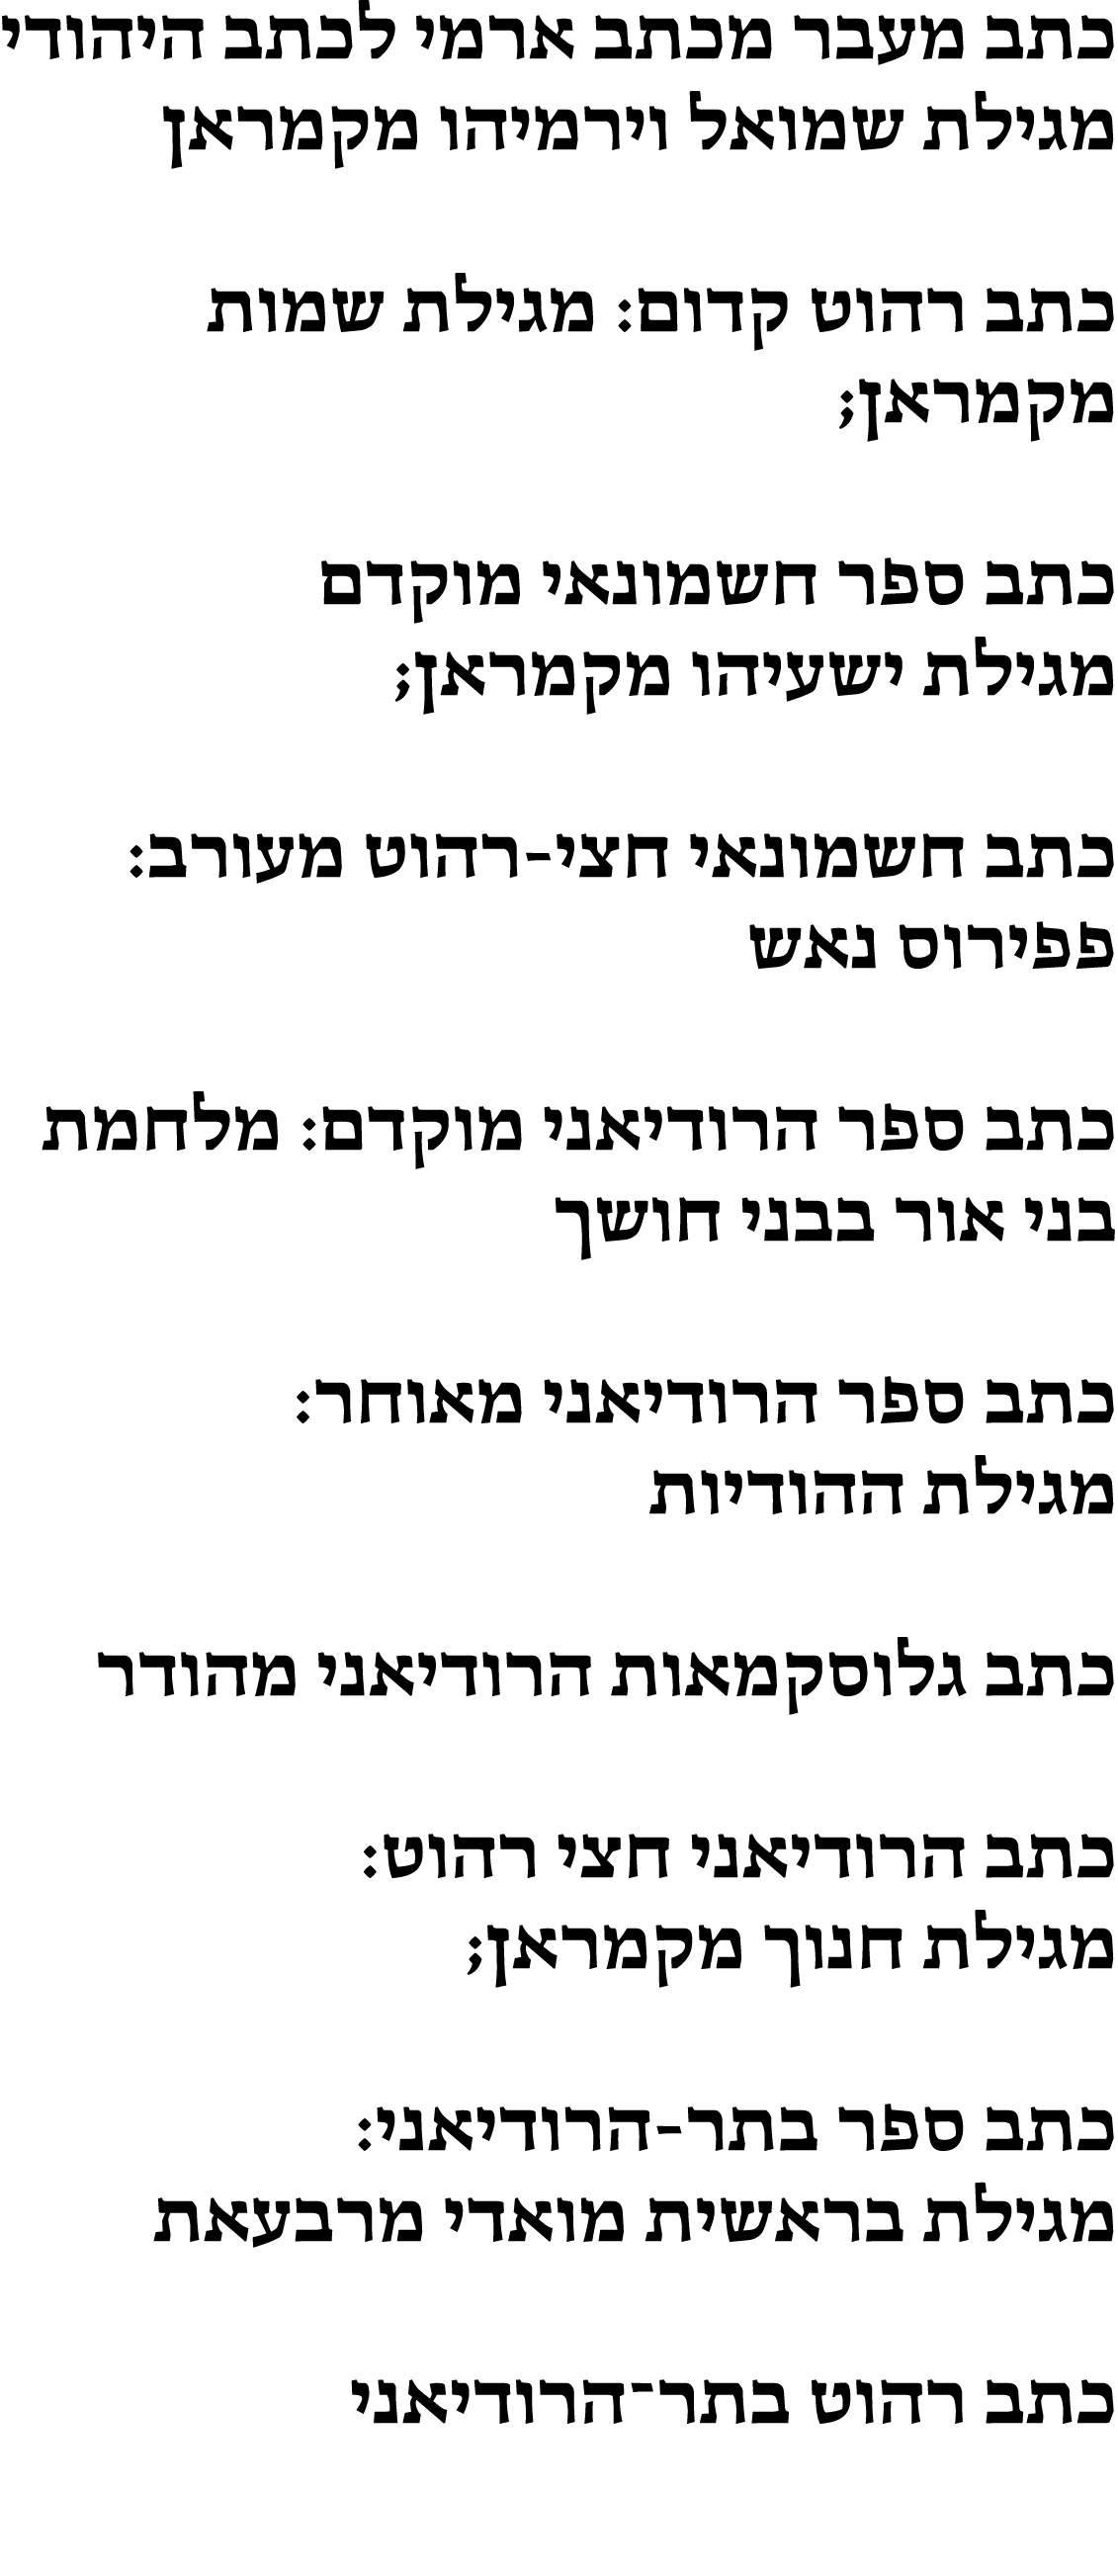 כתב מעבר מכתב ארמי לכתב היהודי
מגילת שמואל וירמיהו מקמראן
כתב רהוט קדום: מגילת שמות
מקמראן;
כתב ספר חשמונאי מוקדם
מגילת ישעיהו מקמראן;
כתב חשמונאי חצי-רהוט מעורב:
פפירוס נאש
כתב ספר הרודיאני מוקדם: מלחמת
בני אור בבני חושך
כתב ספר הרודיאני מאוחר:
מגילת ההודיות
כתב גלוסקמאות הרודיאני מהודר
כתב הרודיאני חצי רהוט:
מגילת חנוך מקמראן;
כתב ספר בתר-הרודיאני:
מגילת בראשית מואדי מרבעאת
כתב רהוט בתר־הרודיאני